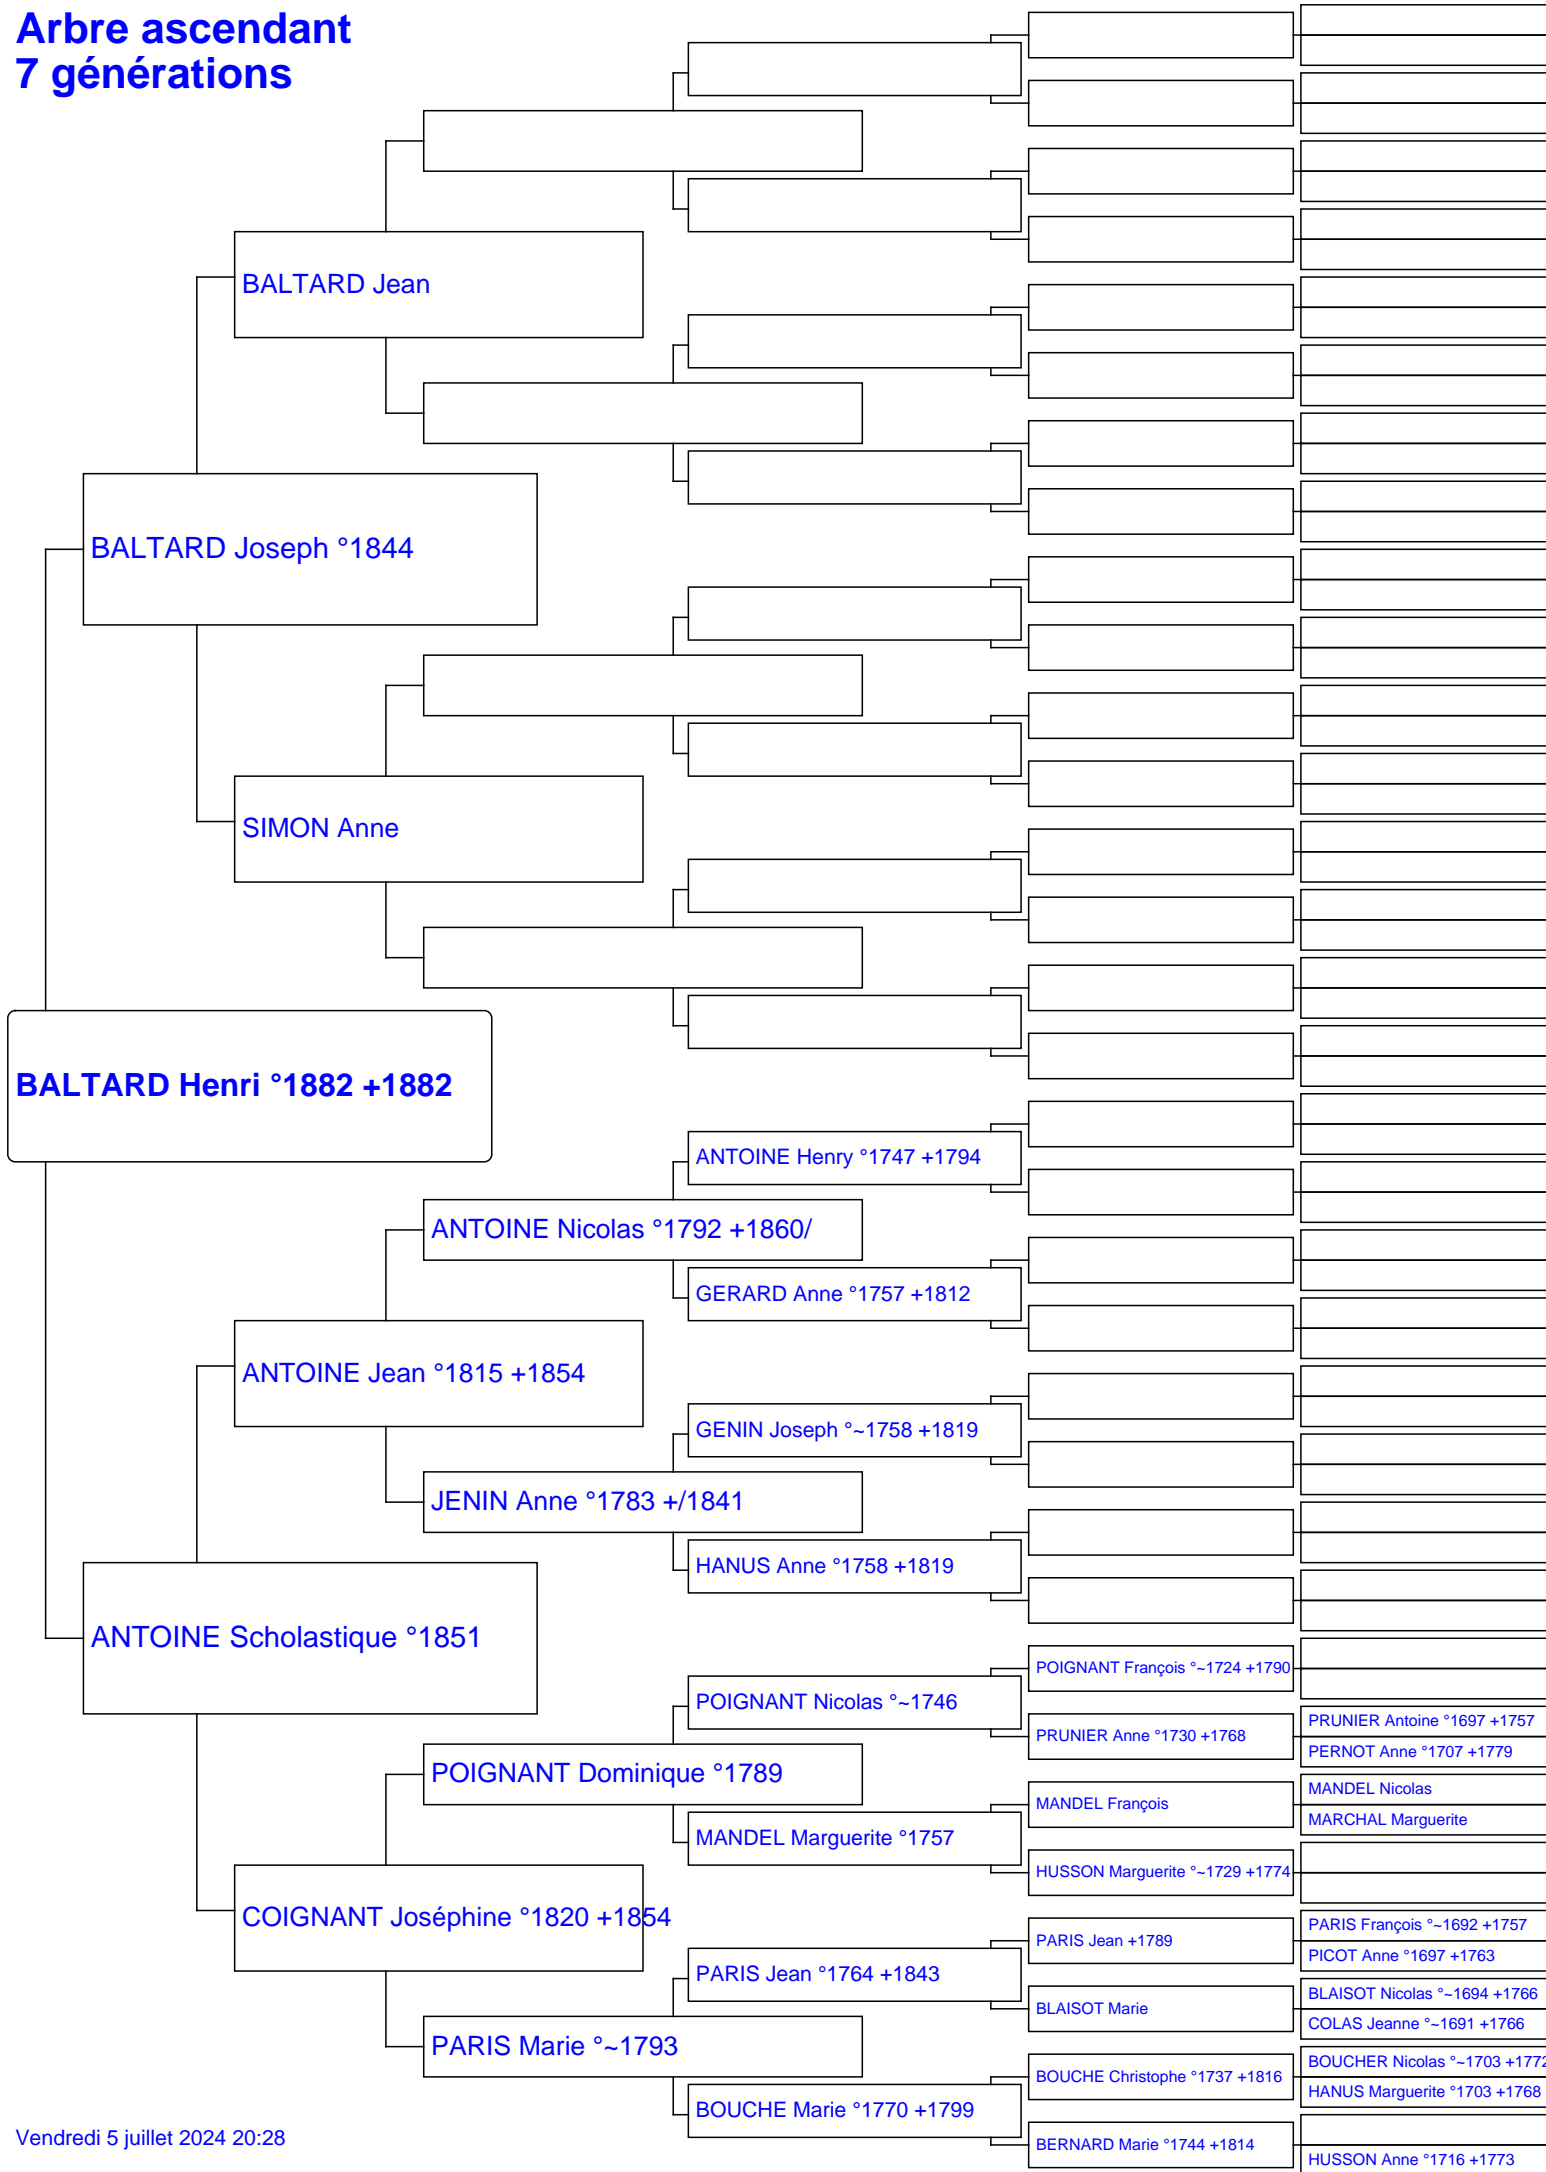 Arbre ascendant
7 générations
BALTARD Jean
BALTARD Joseph °1844
SIMON Anne
BALTARD Henri °1882 +1882
ANTOINE Henry °1747 +1794
ANTOINE Nicolas °1792 +1860/
GERARD Anne °1757 +1812
ANTOINE Jean °1815 +1854
GENIN Joseph °~1758 +1819
JENIN Anne °1783 +/1841
HANUS Anne °1758 +1819
ANTOINE Scholastique °1851
POIGNANT François °~1724 +1790
POIGNANT Nicolas °~1746
PRUNIER Antoine °1697 +1757
PRUNIER Anne °1730 +1768
PERNOT Anne °1707 +1779
POIGNANT Dominique °1789
MANDEL Nicolas
MANDEL François
MARCHAL Marguerite
MANDEL Marguerite °1757
HUSSON Marguerite °~1729 +1774
COIGNANT Joséphine °1820 +1854
PARIS François °~1692 +1757
PARIS Jean +1789
PICOT Anne °1697 +1763
PARIS Jean °1764 +1843
BLAISOT Nicolas °~1694 +1766
BLAISOT Marie
COLAS Jeanne °~1691 +1766
PARIS Marie °~1793
BOUCHER Nicolas °~1703 +1772
BOUCHE Christophe °1737 +1816
HANUS Marguerite °1703 +1768
BOUCHE Marie °1770 +1799
BERNARD Marie °1744 +1814
HUSSON Anne °1716 +1773
Vendredi 5 juillet 2024 20:28